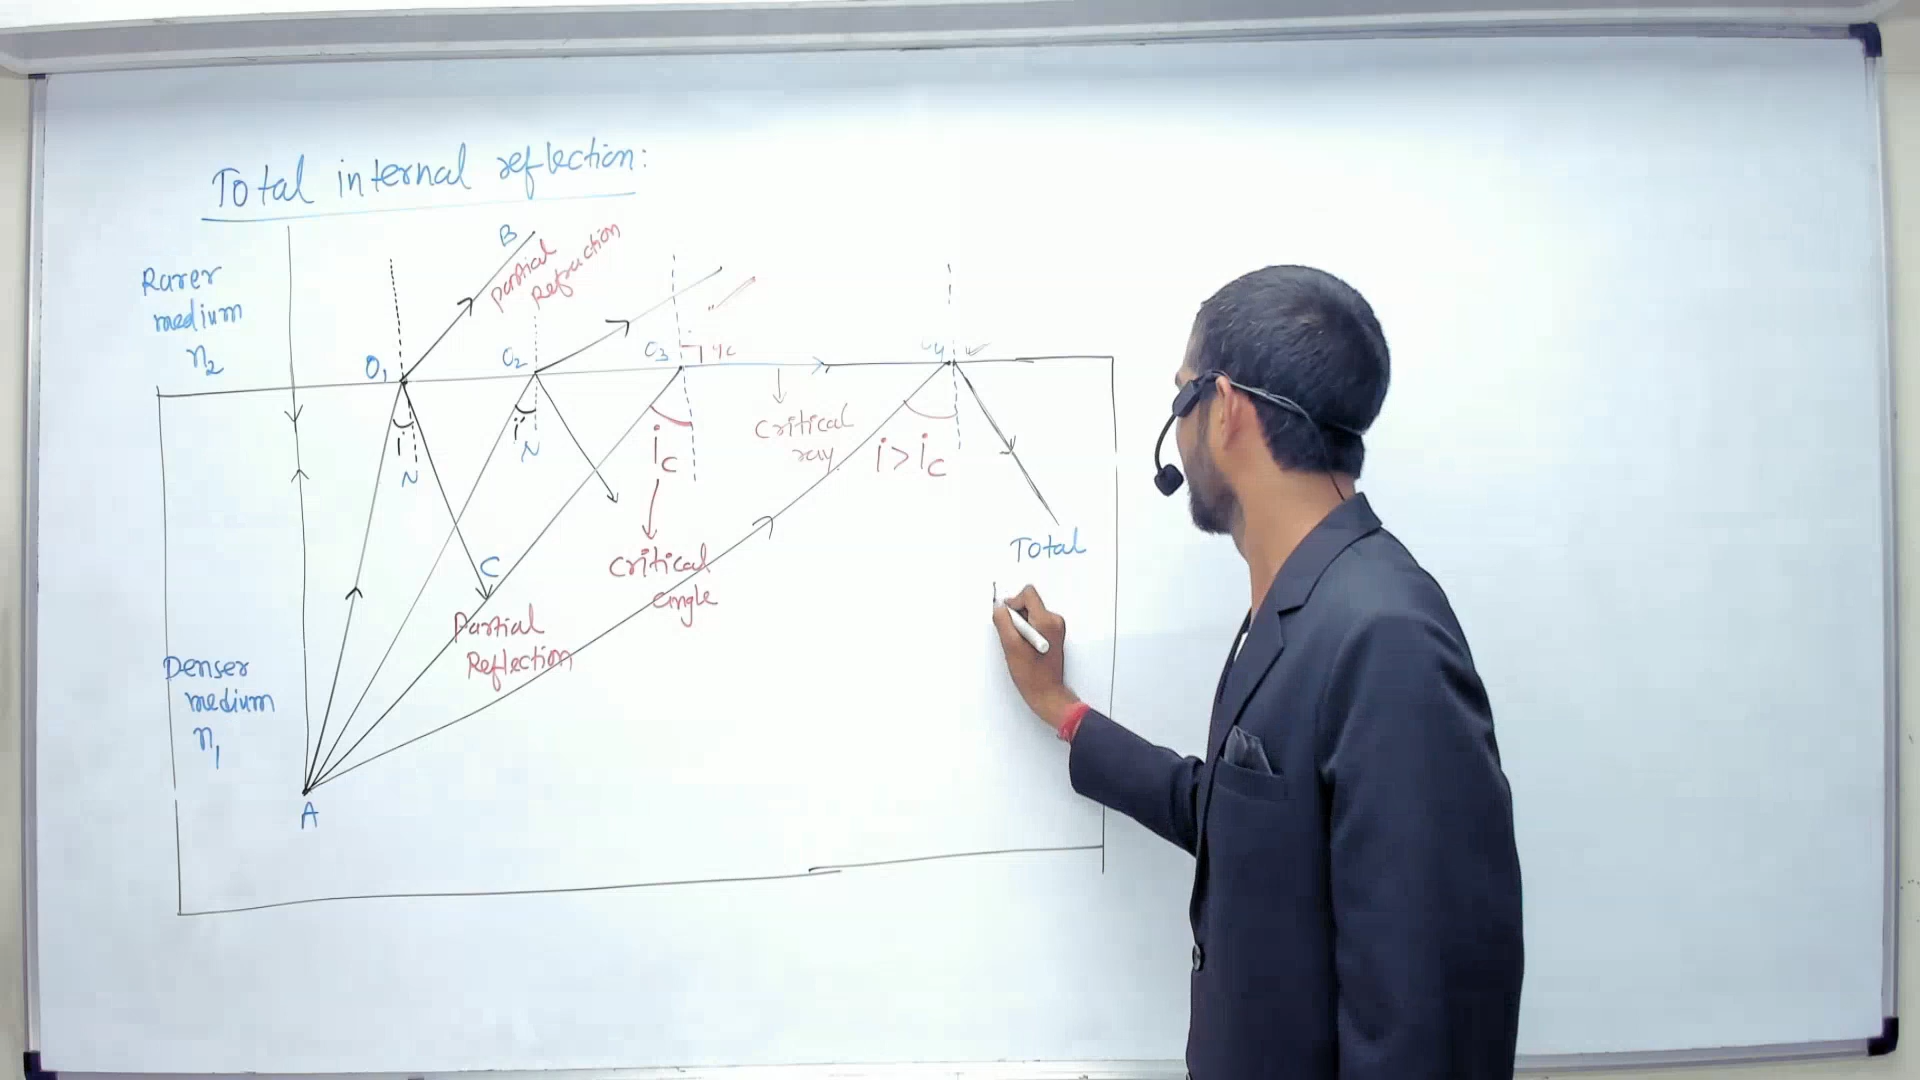 Total internal reflection:
B
partial
Refraction
Rarer
medium
n2
O1
O2
O3
i
N
i
N
ic
critical
ray
i > ic
critical
angle
C
Partial
Reflection
Total
Denser
medium
n1
A